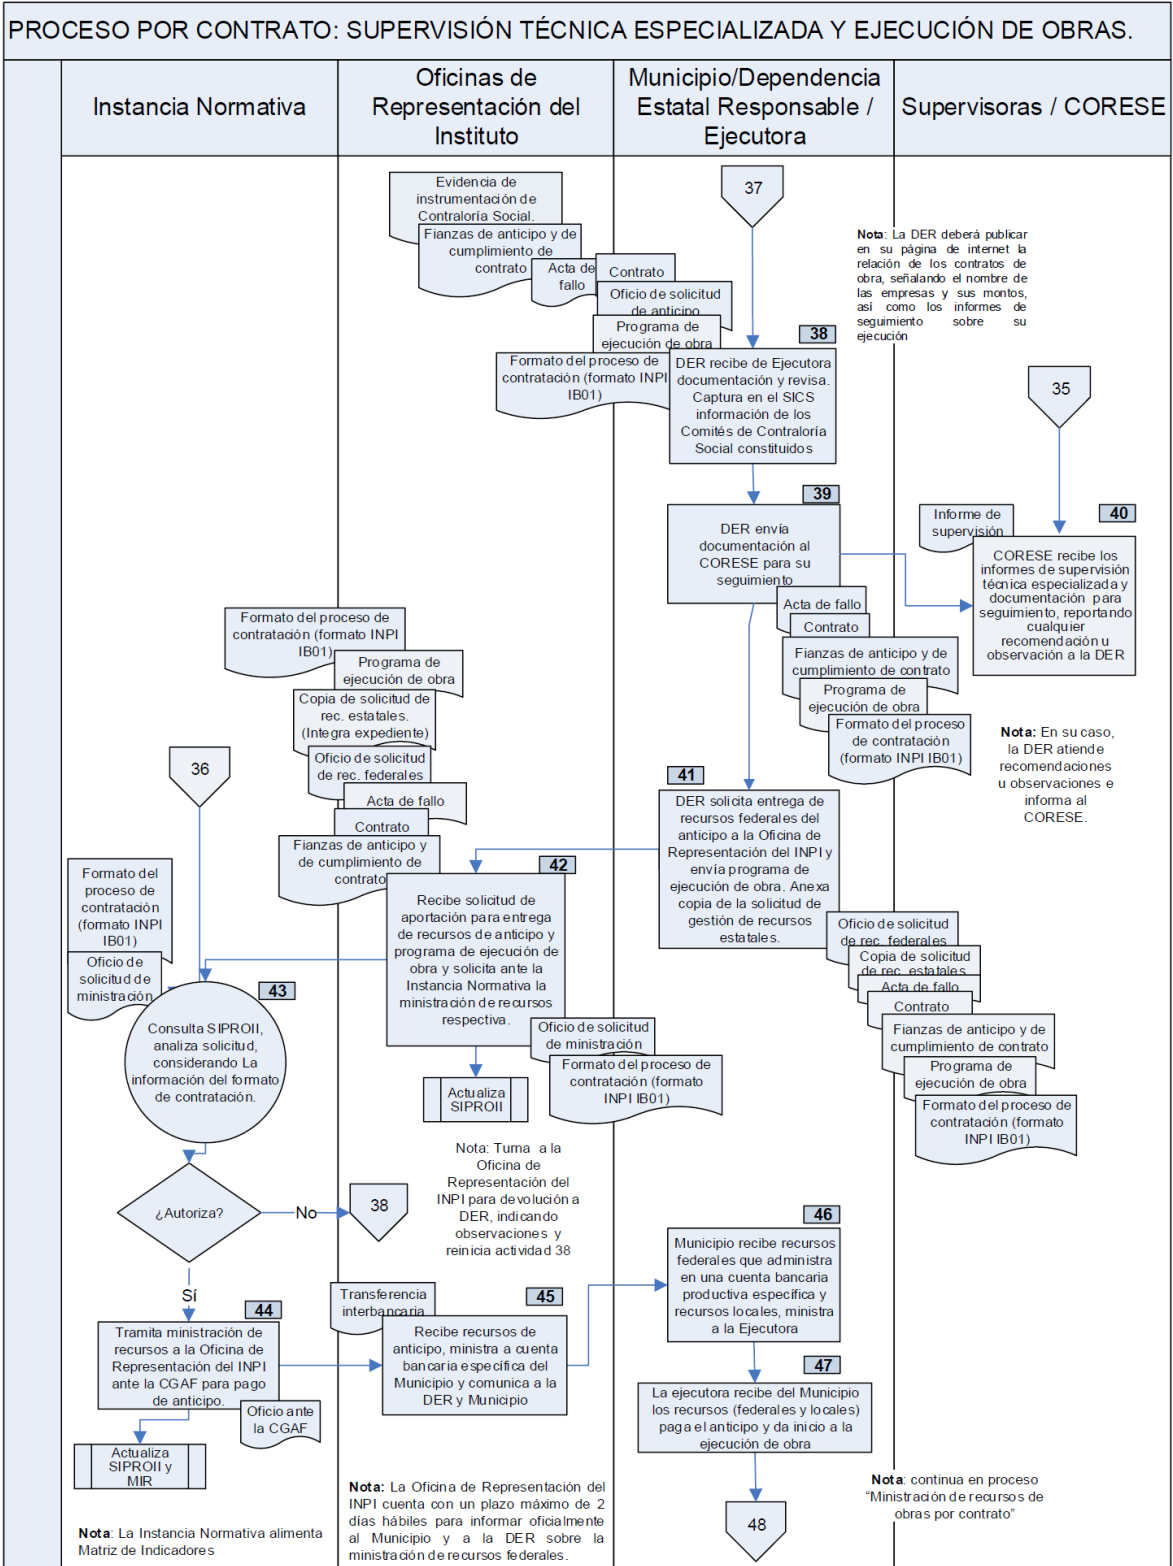 PROCESO POR CONTRATO: SUPERVISIÓN TÉCNICA ESPECIALIZADA Y EJECUCIÓN DE OBRAS.
Instancia Normativa
Oficinas de
Representación del
Instituto
Municipio/Dependencia
Estatal Responsable /
Ejecutora
Supervisoras / CORESE
Evidencia de
instrumentación de
Contraloría Social.
Fianzas de anticipo y de
cumplimiento de
contrato
Acta de
fallo
Contrato
Oficio de solicitud
de anticipo
Programa de
ejecución de obra
Formato del proceso de
contratación (formato INPI
IB01)
37
38
DER recibe de Ejecutora
documentación y revisa.
Captura en el SICS
información de los
Comités de Contraloría
Social constituidos
Nota: La DER deberá publicar
en su página de internet la
relación de los contratos de
obra, señalando el nombre de
las empresas y sus montos,
así como los informes de
seguimiento sobre su
ejecución
35
39
DER envía
documentación al
CORESE para su
seguimiento
Acta de fallo
Contrato
Fianzas de anticipo y de
cumplimiento de contrato
Programa de
ejecución de obra
Formato del proceso
de contratación
(formato INPI IB01)
Informe de
supervisión
40
CORESE recibe los
informes de supervisión
técnica especializada y
documentación para
seguimiento, reportando
cualquier
recomendación u
observación a la DER
Nota: En su caso,
la DER atiende
recomendaciones
u observaciones e
informa al
CORESE.
Formato del proceso de
contratación (formato INPI
IB01)
Programa de
ejecución de obra
Copia de solicitud de
rec. estatales.
(Integra expediente)
Oficio de solicitud
de rec. federales
Acta de fallo
Contrato
Fianzas de anticipo y
de cumplimiento de
contrato
36
41
DER solicita entrega de
recursos federales del
anticipo a la Oficina de
Representación del INPI y
envía programa de
ejecución de obra. Anexa
copia de la solicitud de
gestión de recursos
estatales.
Oficio de solicitud
de rec. federales
Copia de solicitud
de rec. estatales
Acta de fallo
Contrato
Fianzas de anticipo y de
cumplimiento de contrato
Programa de
ejecución de obra
Formato del proceso de
contratación (formato
INPI IB01)
42
Recibe solicitud de
aportación para entrega
de recursos de anticipo y
programa de ejecución de
obra y solicita ante la
Instancia Normativa la
ministración de recursos
respectiva.
Oficio de solicitud
de ministración
Formato del proceso de
contratación (formato
INPI IB01)
Actualiza
SIPROII
Formato del
proceso de
contratación
(formato INPI
IB01)
Oficio de
solicitud de
ministración
43
Consulta SIPROII,
analiza solicitud,
considerando La
información del formato
de contratación.
¿Autoriza?
No
38
Nota: Turna a la
Oficina de
Representación del
INPI para devolución a
DER, indicando
observaciones y
reinicia actividad 38
Sí
44
Tramita ministración de
recursos a la Oficina de
Representación del INPI
ante la CGAF para pago
de anticipo.
Oficio ante
la CGAF
Actualiza
SIPROII y
MIR
Nota: La Instancia Normativa alimenta
Matriz de Indicadores
Transferencia
interbancaria
45
Recibe recursos de
anticipo, ministra a cuenta
bancaria específica del
Municipio y comunica a la
DER y Municipio
Nota: La Oficina de Representación del
INPI cuenta con un plazo máximo de 2
días hábiles para informar oficialmente
al Municipio y a la DER sobre la
ministración de recursos federales.
46
Municipio recibe recursos
federales que administra
en una cuenta bancaria
productiva específica y
recursos locales, ministra
a la Ejecutora
47
La ejecutora recibe del Municipio
los recursos (federales y locales)
paga el anticipo y da inicio a la
ejecución de obra
48
Nota: continua en proceso
“Ministración de recursos de
obras por contrato”